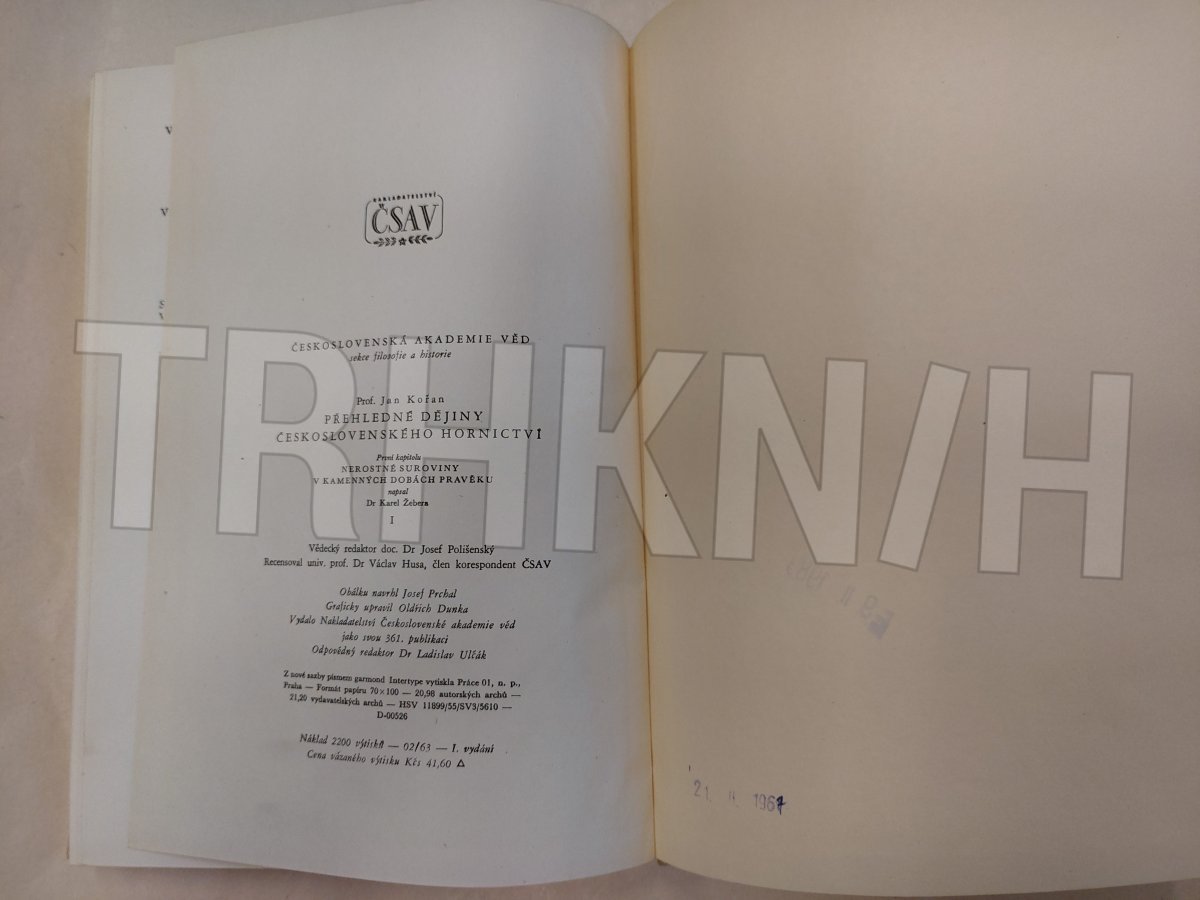 NAKLADATELSTVÍ
ČSAV
ČESKOSLOVENSKÁ AKADEMIE VĚD
sekce filosofie a historie
Prof. Jan Kořan
PŘEHLEDNÉ DĚJINY
ČESKOSLOVENSKÉHO HORNICTVÍ
První kapitolu
NEROSTNÉ SUROVINY
V KAMENNÝCH DOBÁCH PRAVĚKU
napsal
Dr Karel Žebera
I
Vědecký redaktor doc. Dr Josef Polišenský
Recensoval univ. prof. Dr Václav Husa, člen korespondent ČSAV
Obálku navrhl Josef Prchal
Graficky upravil Oldřich Dunka
Vydalo Nakladatelství Československé akademie věd
jako svou 361. publikaci
Odpovědný redaktor Dr Ladislav Ulčák
Z nové sazby písmem garmond Intertype vytiskla Práce 01, n. p.,
Praha — Formát papíru 70×100 — 20,98 autorských archů —
21,20 vydavatelských archů — HSV 11899/55/SV3/5610 —
D-00526
Náklad 2200 výtisků — 02/63 — I. vydání
Cena vázaného výtisku Kčs 41,60 Δ
TRHKNIH
21. II. 1967